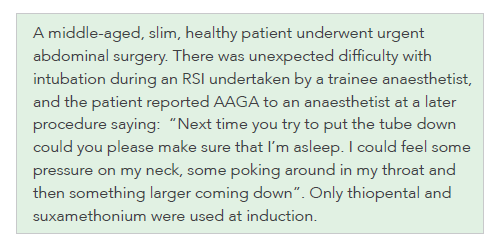 A middle-aged, slim, healthy patient underwent urgent
abdominal surgery. There was unexpected difficulty with
intubation during an RSI undertaken by a trainee anaesthetist,
and the patient reported AAGA to an anaesthetist at a later
procedure saying:  “Next time you try to put the tube down
could you please make sure that I’m asleep. I could feel some
pressure on my neck, some poking around in my throat and
then something larger coming down”. Only thiopental and
suxamethonium were used at induction.